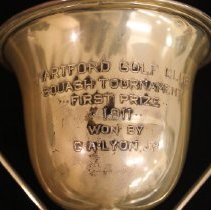 HARTFORD GOLF CLUB
SQUASH TOURNAMENT
FIRST PRIZE
1911
WON BY
C.A.LYON, JR